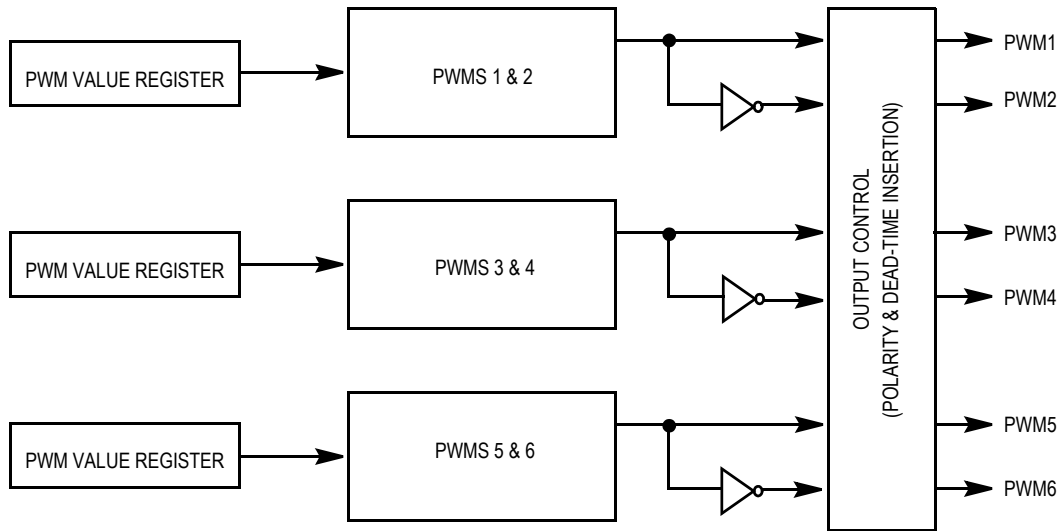 PWM VALUE REGISTER
PWMS 1 & 2
PWM1
PWM2
PWM VALUE REGISTER
PWMS 3 & 4
OUTPUT CONTROL
(POLARITY & DEAD-TIME INSERTION)
PWM3
PWM4
PWM VALUE REGISTER
PWMS 5 & 6
PWM5
PWM6